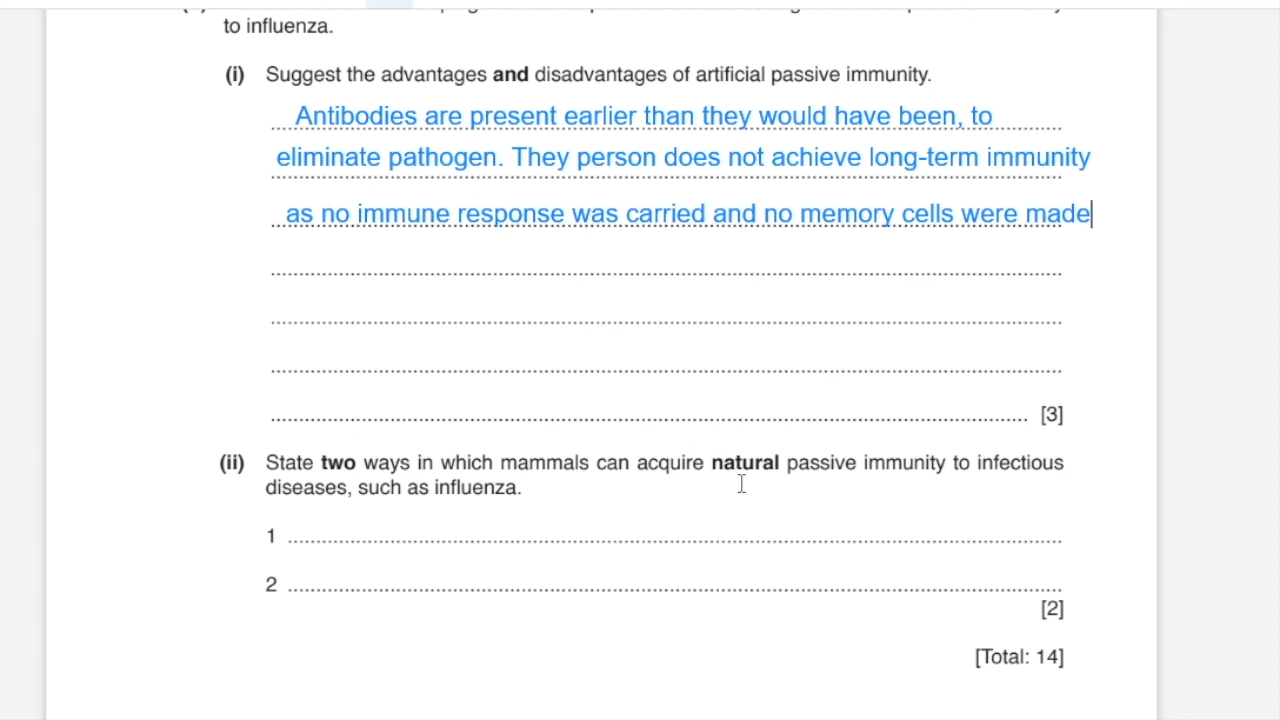 to influenza.
(i) Suggest the advantages and disadvantages of artificial passive immunity.
Antibodies are present earlier than they would have been, to
eliminate pathogen. They person does not achieve long-term immunity
as no immune response was carried and no memory cells were made
[3]
(ii) State two ways in which mammals can acquire natural passive immunity to infectious
diseases, such as influenza.
1
2
[2]
[Total: 14]